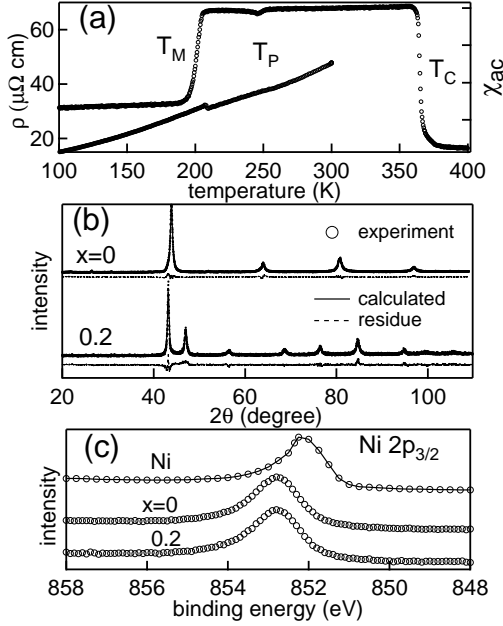 (a)
T_M
T_P
T_C
ρ (μΩ cm)
60
40
20
χ_ac
100 150 200 250 300 350 400
temperature (K)
(b)
x=0
0.2
experiment
calculated
residue
intensity
20 40 60 80 100
2θ (degree)
(c)
Ni 2p_3/2
Ni
x=0
0.2
intensity
858 856 854 852 850 848
binding energy (eV)